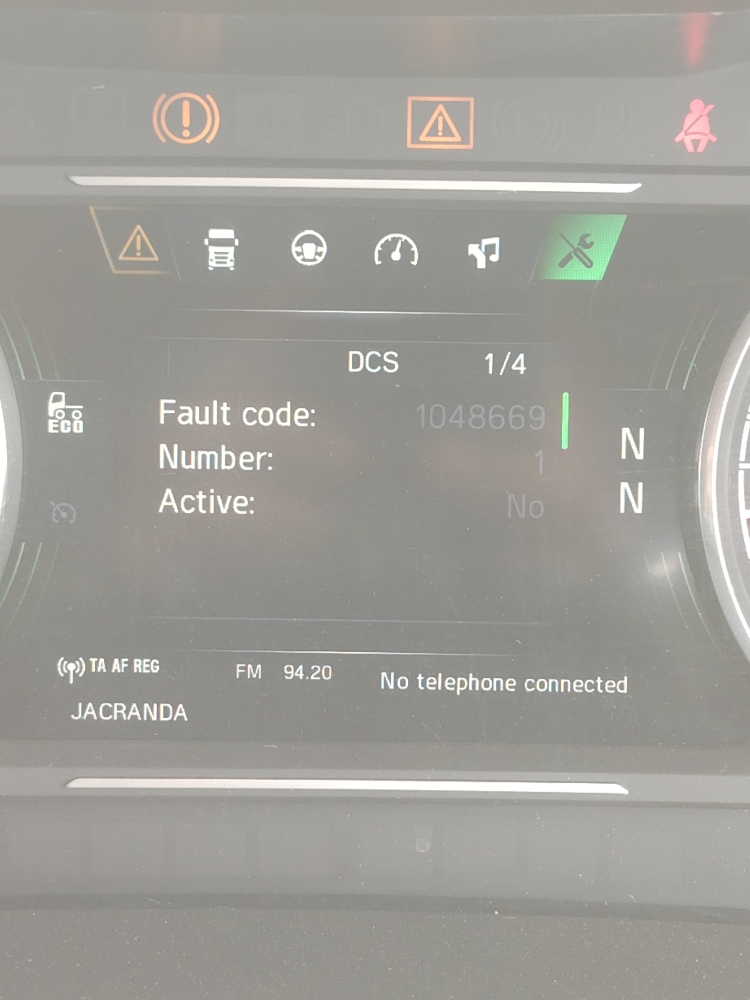 DCS 1/4
Fault code: 1048669
Number: 1
Active: No
N
N
ECO
TA AF REG
FM 94.20
No telephone connected
JACRANDA